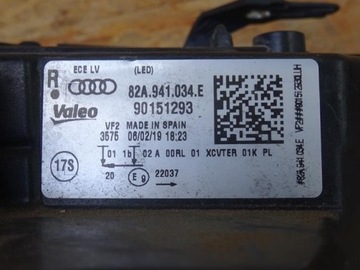 R
ECE LV (LED)
82A.941.034.E
Valeo 90151293
VF2 MADE IN SPAIN
3575 06/02/19 18:23
17S
01 1b 02 A 00RL 01 XCVTER 01K PL
20 E9 22037